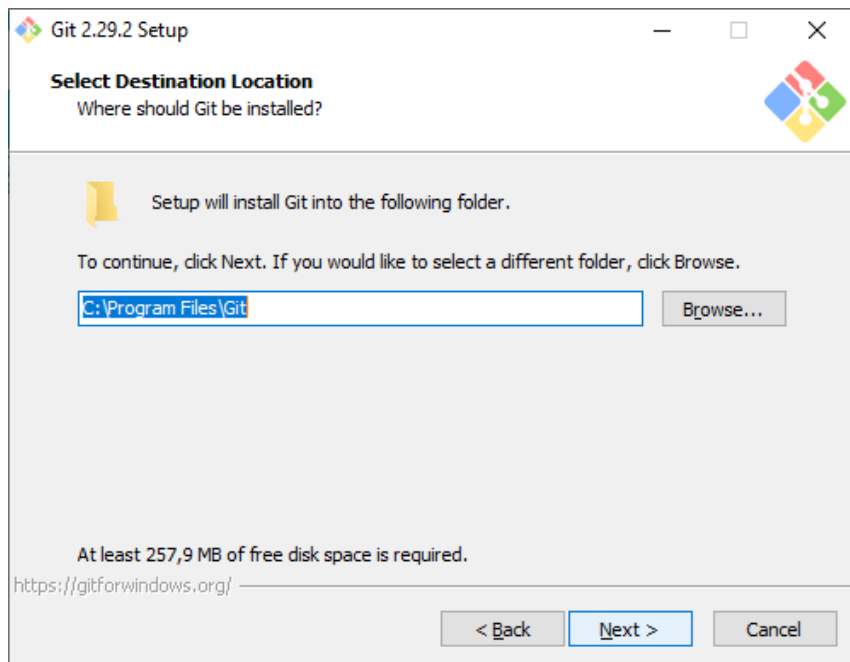 Git 2.29.2 Setup
Select Destination Location
Where should Git be installed?
Setup will install Git into the following folder.
To continue, click Next. If you would like to select a different folder, click Browse.
C:\Program Files\Git
Browse...
At least 257,9 MB of free disk space is required.
https://gitforwindows.org/
< Back
Next >
Cancel